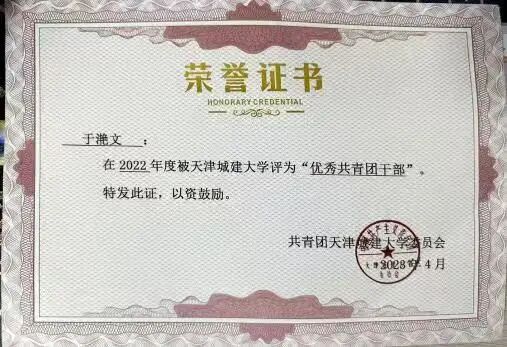 荣誉证书
HONORARY CREDENTIAL
于滟文：
在2022年度被天津城建大学评为“优秀共青团干部”。
特发此证，以资鼓励。
共青团天津城建大学委员会
2023年4月